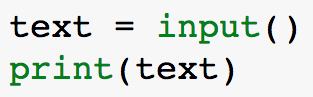 text = input()
print(text)